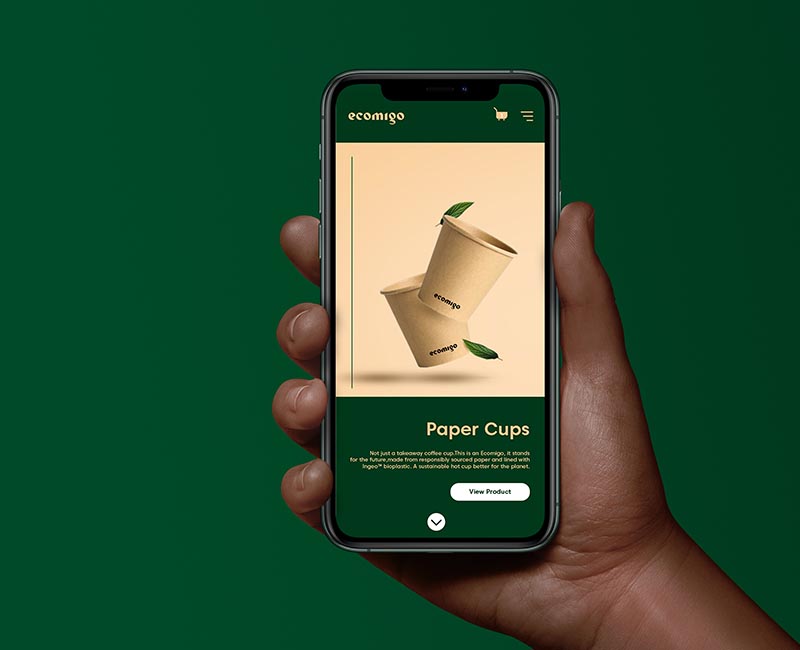 ecomigo
ecomigo
ecomigo
Paper Cups
Not just a takeaway coffee cup.This is an Ecomigo, it stands
for the future,made from responsibly sourced paper and lined with
Ingeo™ bioplastic. A sustainable hot cup better for the planet.
View Product